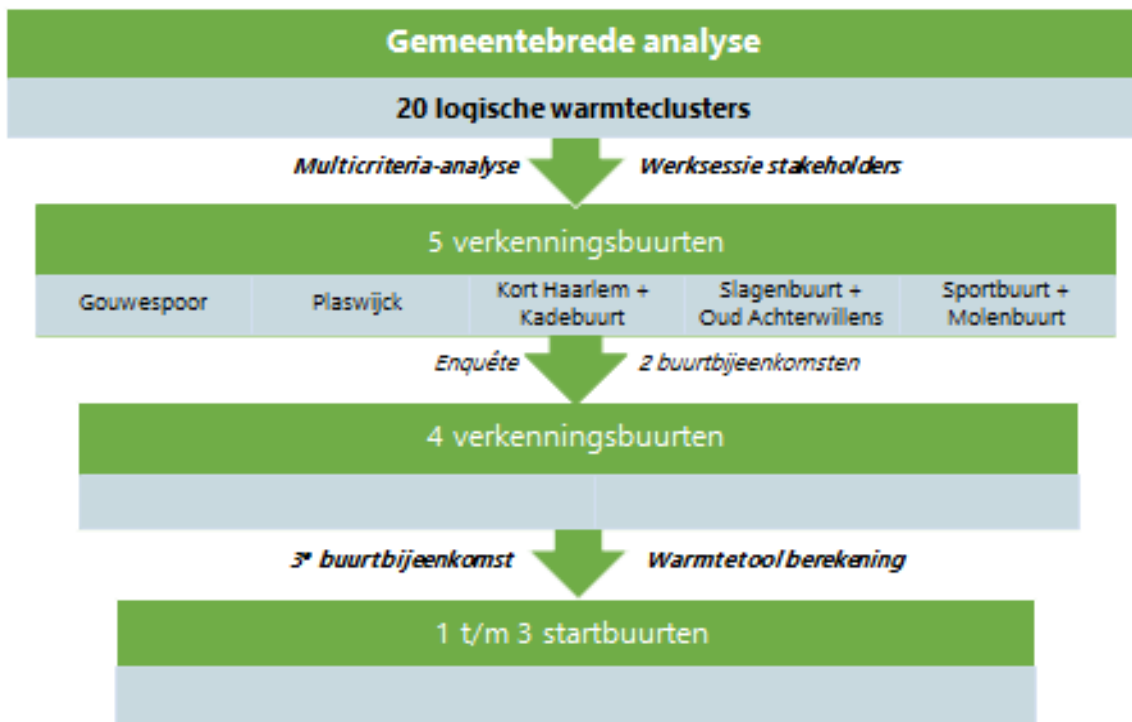 Gemeentebrede analyse
20 logische warmteclusters
Multicriteria-analyse Werksessie stakeholders
5 verkenningsbuurten
Gouwespoor
Plaswijck
Kort Haarlem +
Kadebuurt
Slagenbuurt +
Oud Achterwillens
Sportbuurt +
Molenbuurt
Enquête 2 buurtbijeenkomsten
4 verkenningsbuurten
3e buurtbijeenkomst Warmtetool berekening
1 t/m 3 startbuurten